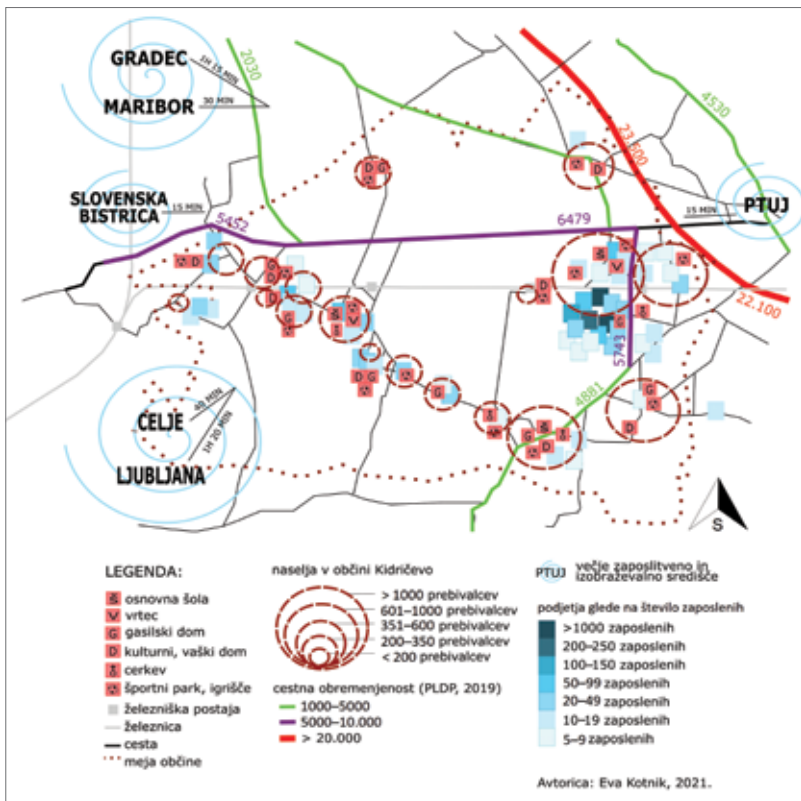 GRADEC
1H 15 MIN
MARIBOR
30 MIN
2030
23.600
4530
SLOVENSKA
BISTRICA
15 MIN
5452
6479
15 MIN
PTUJ
22.100
5743
4881
CELJE
40 MIN
1H 20 MIN
LJUBLJANA
S
LEGENDA:
Š osnovna šola
V vrtec
G gasilski dom
D kulturni, vaški dom
cerkev
športni park, igrišče
železniška postaja
železnica
cesta
meja občine
naselja v občini Kidričevo
> 1000 prebivalcev
601–1000 prebivalcev
351–600 prebivalcev
200–350 prebivalcev
< 200 prebivalcev
cestna obremenjenost (PLDP, 2019)
1000–5000
5000–10.000
> 20.000
PTUJ večje zaposlitveno in
izobraževalno središče
podjetja glede na število zaposlenih
>1000 zaposlenih
200–250 zaposlenih
100–150 zaposlenih
50–99 zaposlenih
20–49 zaposlenih
10–19 zaposlenih
5–9 zaposlenih
Avtorica: Eva Kotnik, 2021.